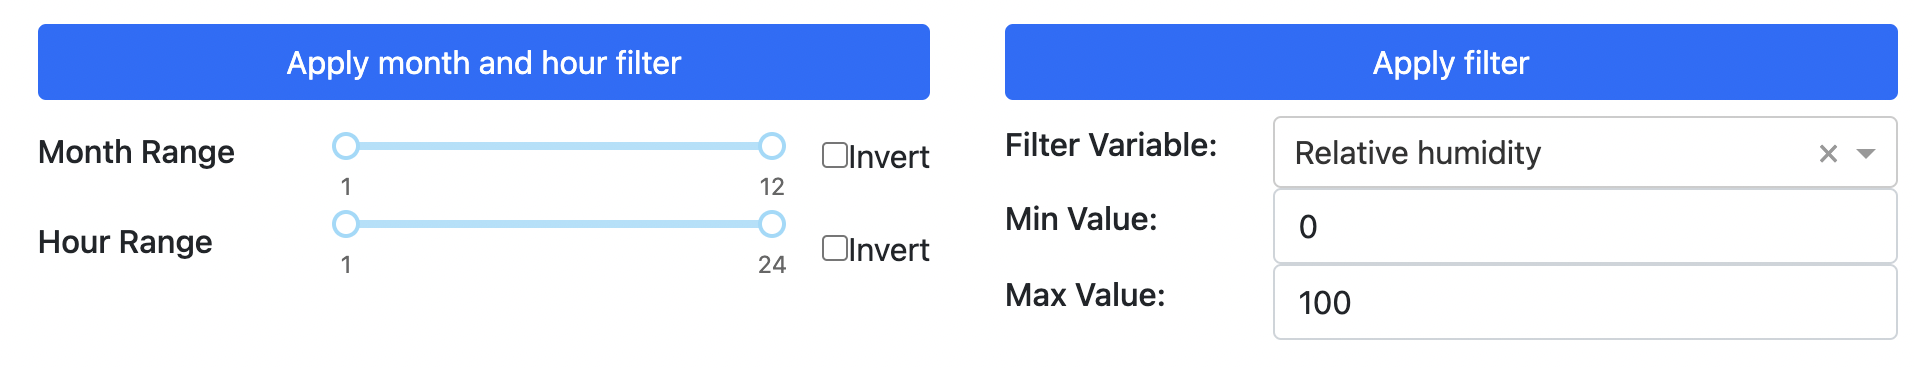 Apply month and hour filter
Month Range
1
12
Invert
Hour Range
1
24
Invert
Apply filter
Filter Variable:
Relative humidity
Min Value:
0
Max Value:
100